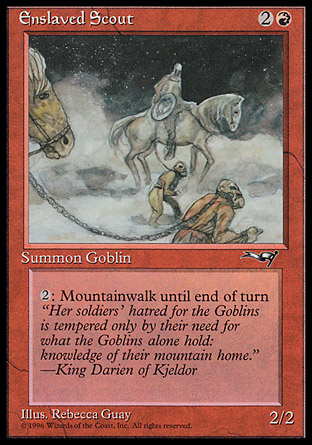 Enslaved Scout 2
Summon Goblin
2: Mountainwalk until end of turn
“Her soldiers’ hatred for the Goblins
is tempered only by their need for
what the Goblins alone hold:
knowledge of their mountain home.”
—King Darien of Kjeldor
Illus. Rebecca Guay 2/2
© 1996 Wizards of the Coast, Inc. All rights reserved.